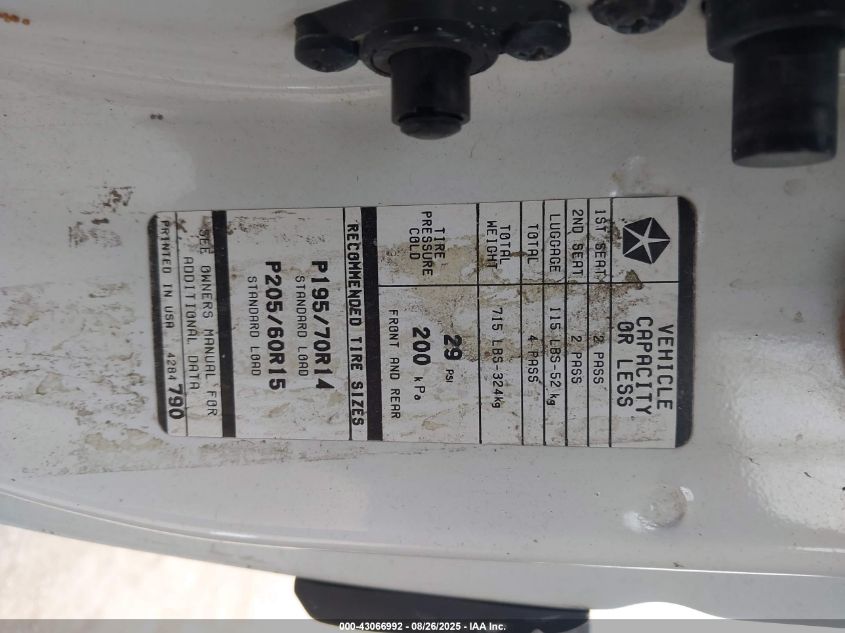 VEHICLE
CAPACITY
OR LESS
1ST SEAT 2 PASS
2ND SEAT 2 PASS
LUGGAGE 115 LBS-52 kg
TOTAL 4 PASS
TOTAL
WEIGHT 715 LBS-324kg
TIRE
PRESSURE
COLD
29 PSI
200 kPa
FRONT AND REAR
RECOMMENDED TIRE SIZES
P195/70R14
STANDARD LOAD
P205/60R15
STANDARD LOAD
SEE OWNERS MANUAL FOR
ADDITIONAL DATA
PRINTED IN USA 4284790
000-43066992 - 08/26/2025 - IAA Inc.